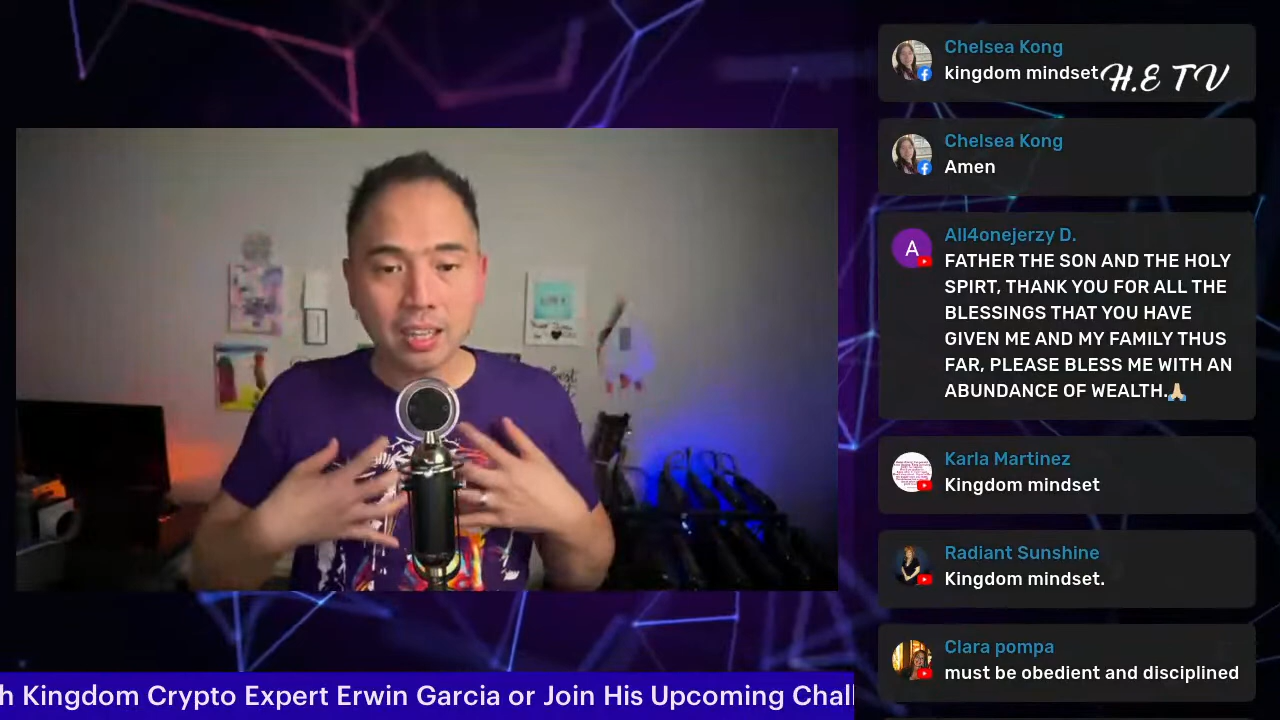 Chelsea Kong
kingdom mindset
H.E TV
Chelsea Kong
Amen
A
All4onejerzy D.
FATHER THE SON AND THE HOLY
SPIRT, THANK YOU FOR ALL THE
BLESSINGS THAT YOU HAVE
GIVEN ME AND MY FAMILY THUS
FAR, PLEASE BLESS ME WITH AN
ABUNDANCE OF WEALTH.🙏🏼
Karla Martinez
Kingdom mindset
Radiant Sunshine
Kingdom mindset.
Clara pompa
must be obedient and disciplined
h Kingdom Crypto Expert Erwin Garcia or Join His Upcoming Chall